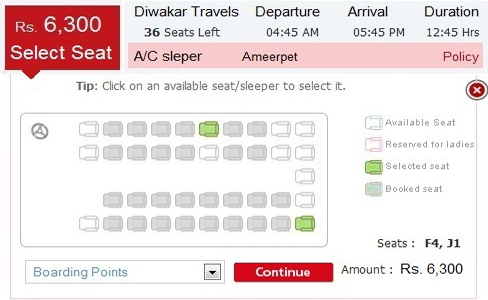 Rs. 6,300
Select Seat
Diwakar Travels Departure Arrival Duration
36 Seats Left 04:45 AM 05:45 PM 12:45 Hrs
A/C sleper Ameerpet Policy
Tip: Click on an available seat/sleeper to select it.
Available Seat
Reserved for ladies
Selected seat
Booked seat
Seats : F4, J1
Boarding Points Continue Amount : Rs. 6,300